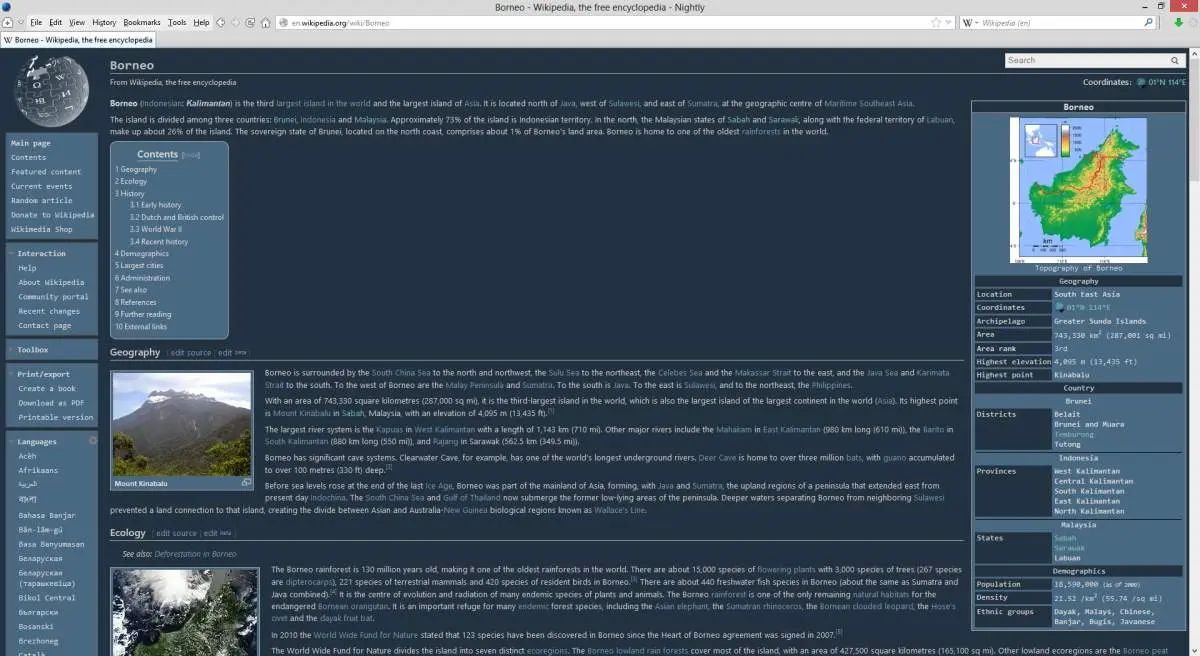 Borneo - Wikipedia, the free encyclopedia - Nightly
File Edit View History Bookmarks Tools Help
en.wikipedia.org/wiki/Borneo
Wikipedia (en)
Borneo - Wikipedia, the free encyclopedia
Main page
Contents
Featured content
Current events
Random article
Donate to Wikipedia
Wikimedia Shop
Interaction
Help
About Wikipedia
Community portal
Recent changes
Contact page
Toolbox
Print/export
Create a book
Download as PDF
Printable version
Languages
Acèh
Afrikaans
العربية
বাংলা
Bahasa Banjar
Bân-lâm-gú
Basa Banyumasan
Беларуская
Беларуская
(тарашкевіца)
Bikol Central
Български
Bosanski
Brezhoneg
Català
Borneo
Search
From Wikipedia, the free encyclopedia
Coordinates: 01°N 114°E
Borneo (Indonesian: Kalimantan) is the third largest island in the world and the largest island of Asia. It is located north of Java, west of Sulawesi, and east of Sumatra, at the geographic centre of Maritime Southeast Asia.
The island is divided among three countries: Brunei, Indonesia and Malaysia. Approximately 73% of the island is Indonesian territory. In the north, the Malaysian states of Sabah and Sarawak, along with the federal territory of Labuan,
make up about 26% of the island. The sovereign state of Brunei, located on the north coast, comprises about 1% of Borneo's land area. Borneo is home to one of the oldest rainforests in the world.
Contents [hide]
1 Geography
2 Ecology
3 History
3.1 Early history
3.2 Dutch and British control
3.3 World War II
3.4 Recent history
4 Demographics
5 Largest cities
6 Administration
7 See also
8 References
9 Further reading
10 External links
Geography edit source | edit beta
Borneo is surrounded by the South China Sea to the north and northwest, the Sulu Sea to the northeast, the Celebes Sea and the Makassar Strait to the east, and the Java Sea and Karimata
Strait to the south. To the west of Borneo are the Malay Peninsula and Sumatra. To the south is Java. To the east is Sulawesi, and to the northeast, the Philippines.
With an area of 743,330 square kilometres (287,000 sq mi), it is the third-largest island in the world, which is also the largest island of the largest continent in the world (Asia). Its highest point
is Mount Kinabalu in Sabah, Malaysia, with an elevation of 4,095 m (13,435 ft).[1]
The largest river system is the Kapuas in West Kalimantan with a length of 1,143 km (710 mi). Other major rivers include the Mahakam in East Kalimantan (980 km long (610 mi)), the Barito in
South Kalimantan (880 km long (550 mi)), and Rajang in Sarawak (562.5 km (349.5 mi)).
Borneo has significant cave systems. Clearwater Cave, for example, has one of the world's longest underground rivers. Deer Cave is home to over three million bats, with guano accumulated
to over 100 metres (330 ft) deep.[2]
Before sea levels rose at the end of the last Ice Age, Borneo was part of the mainland of Asia, forming, with Java and Sumatra, the upland regions of a peninsula that extended east from
present day Indochina. The South China Sea and Gulf of Thailand now submerge the former low-lying areas of the peninsula. Deeper waters separating Borneo from neighboring Sulawesi
prevented a land connection to that island, creating the divide between Asian and Australia-New Guinea biological regions known as Wallace's Line.
Mount Kinabalu
Ecology edit source | edit beta
See also: Deforestation in Borneo
The Borneo rainforest is 130 million years old, making it one of the oldest rainforests in the world. There are about 15,000 species of flowering plants with 3,000 species of trees (267 species
are dipterocarps), 221 species of terrestrial mammals and 420 species of resident birds in Borneo.[3] There are about 440 freshwater fish species in Borneo (about the same as Sumatra and
Java combined).[4] It is the centre of evolution and radiation of many endemic species of plants and animals. The Borneo rainforest is one of the only remaining natural habitats for the
endangered Bornean orangutan. It is an important refuge for many endemic forest species, including the Asian elephant, the Sumatran rhinoceros, the Bornean clouded leopard, the Hose's
civet and the dayak fruit bat.
In 2010 the World Wide Fund for Nature stated that 123 species have been discovered in Borneo since the Heart of Borneo agreement was signed in 2007.[5]
The World Wide Fund for Nature divides the island into seven distinct ecoregions. The Borneo lowland rain forests cover most of the island, with an area of 427,500 square kilometres (165,100 sq mi). Other lowland ecoregions are the Borneo peat
Borneo
km
Topography of Borneo
Geography
Location South East Asia
Coordinates 01°N 114°E
Archipelago Greater Sunda Islands
Area 743,330 km² (287,001 sq mi)
Area rank 3rd
Highest elevation 4,095 m (13,435 ft)
Highest point Kinabalu
Country
Brunei
Districts Belait
Brunei and Muara
Temburong
Tutong
Indonesia
Provinces West Kalimantan
Central Kalimantan
South Kalimantan
East Kalimantan
North Kalimantan
Malaysia
States Sabah
Sarawak
Labuan
Demographics
Population 18,590,000 (as of 2000)
Density 21.52 /km² (55.74 /sq mi)
Ethnic groups Dayak, Malays, Chinese,
Banjar, Bugis, Javanese